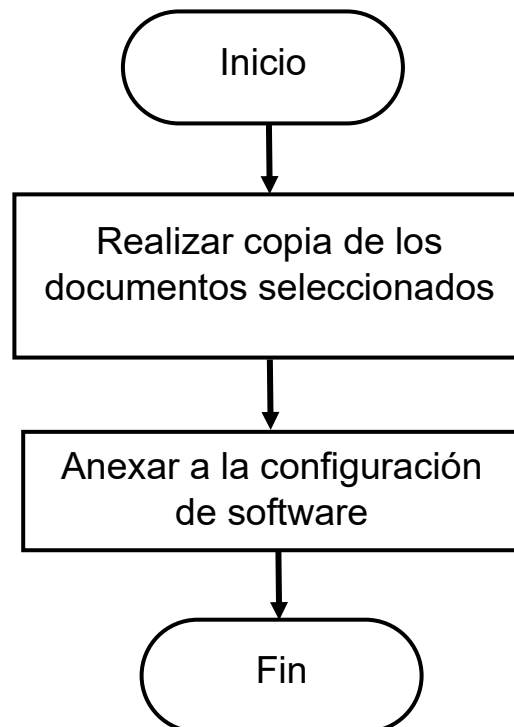 Inicio
Realizar copia de los
documentos seleccionados
Anexar a la configuración
de software
Fin